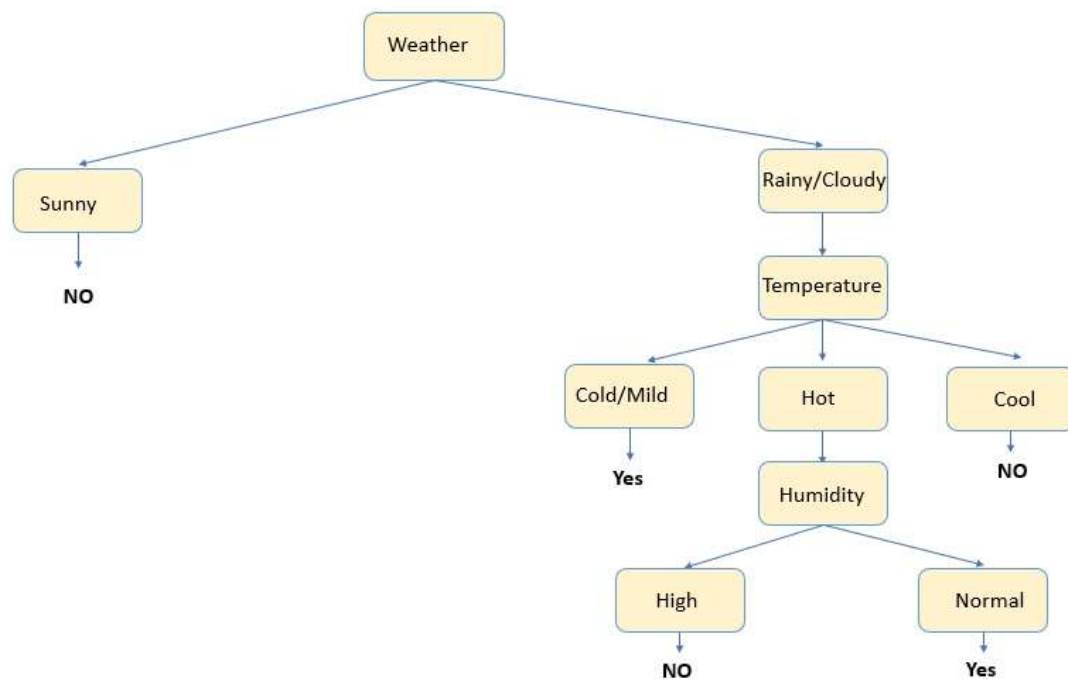 Weather
Rainy/Cloudy
Sunny
NO
Temperature
Cold/Mild
Hot
Cool
Yes
NO
Humidity
High
Normal
NO
Yes